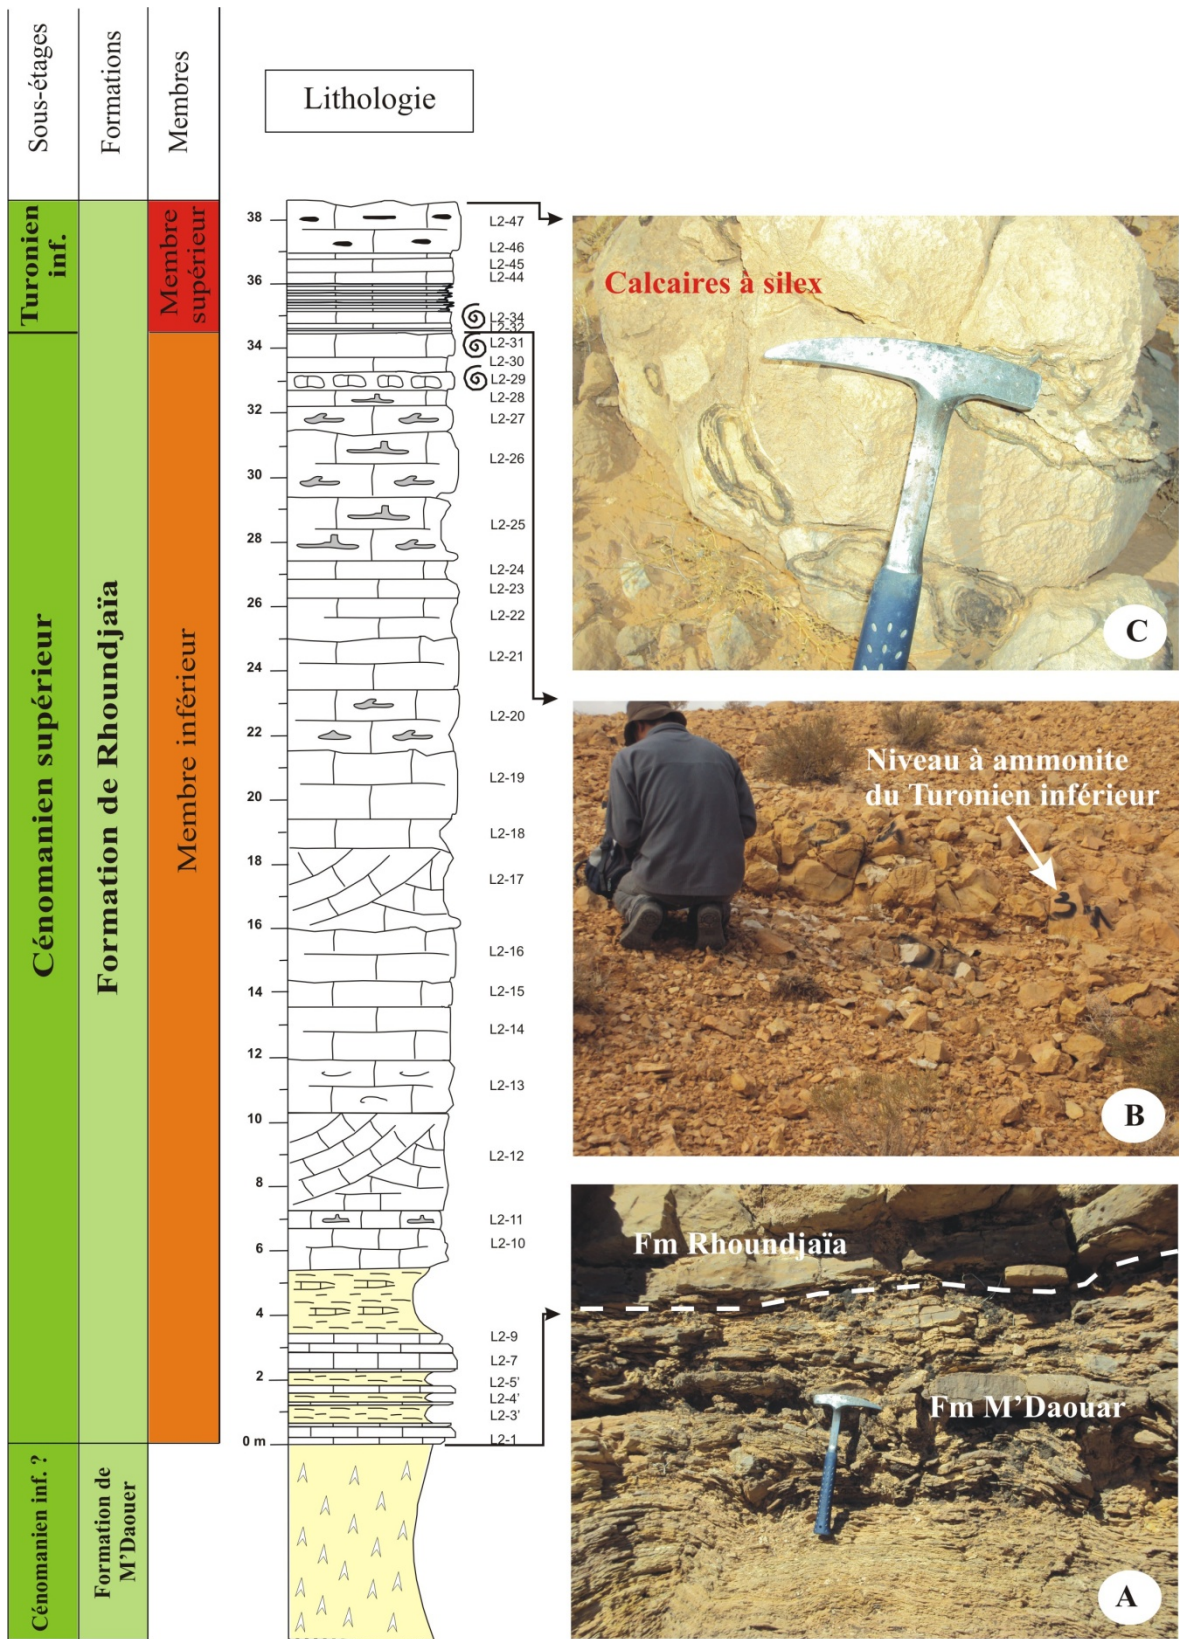 Sous-étages
Formations
Membres
Lithologie
Turonien
inf.
Cénomanien supérieur
Cénomanien inf. ?
Formation de Rhoundjaïa
Formation de
M'Daouer
Membre
supérieur
Membre inférieur
38
36
34
32
30
28
26
24
22
20
18
16
14
12
10
8
6
4
2
0 m
L2-47
L2-46
L2-45
L2-44
L2-34
L2-32
L2-31
L2-30
L2-29
L2-28
L2-27
L2-26
L2-25
L2-24
L2-23
L2-22
L2-21
L2-20
L2-19
L2-18
L2-17
L2-16
L2-15
L2-14
L2-13
L2-12
L2-11
L2-10
L2-9
L2-7
L2-5'
L2-4'
L2-3'
L2-1
Calcaires à silex
C
Niveau à ammonite
du Turonien inférieur
B
Fm Rhoundjaïa
Fm M'Daouar
A